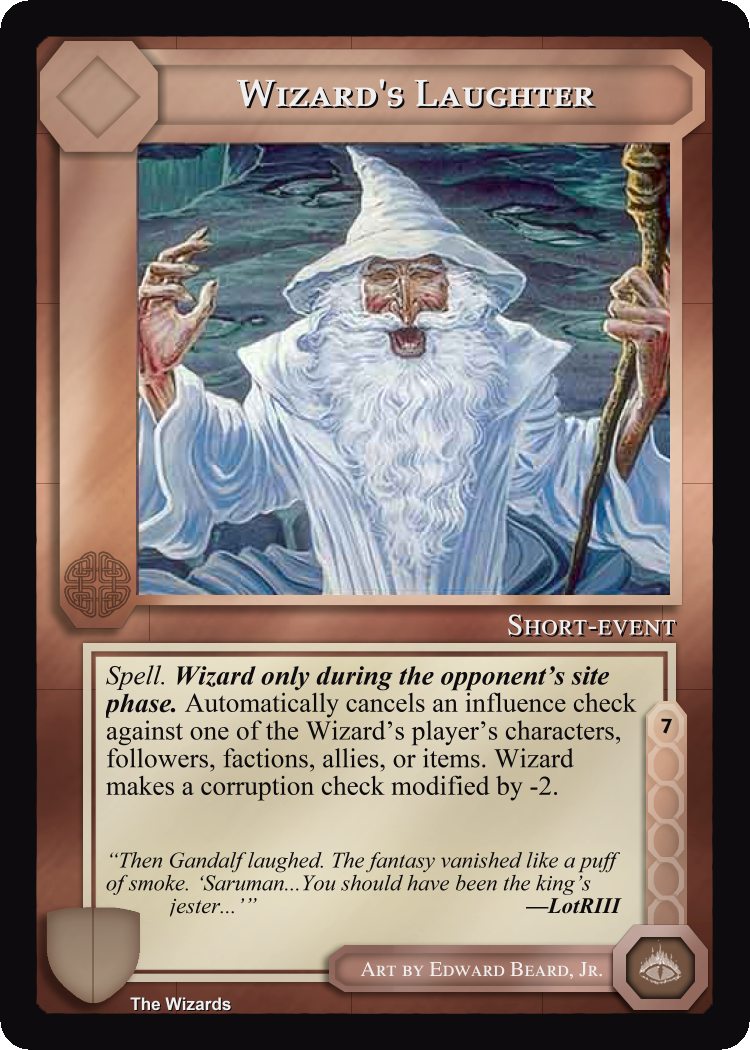 Wizard's Laughter
Short-event
Spell. Wizard only during the opponent's site
phase. Automatically cancels an influence check
against one of the Wizard's player's characters,
followers, factions, allies, or items. Wizard
makes a corruption check modified by -2.
7
“Then Gandalf laughed. The fantasy vanished like a puff
of smoke. ‘Saruman...You should have been the king's
jester...’” —LotRIII
Art by Edward Beard, Jr.
The Wizards